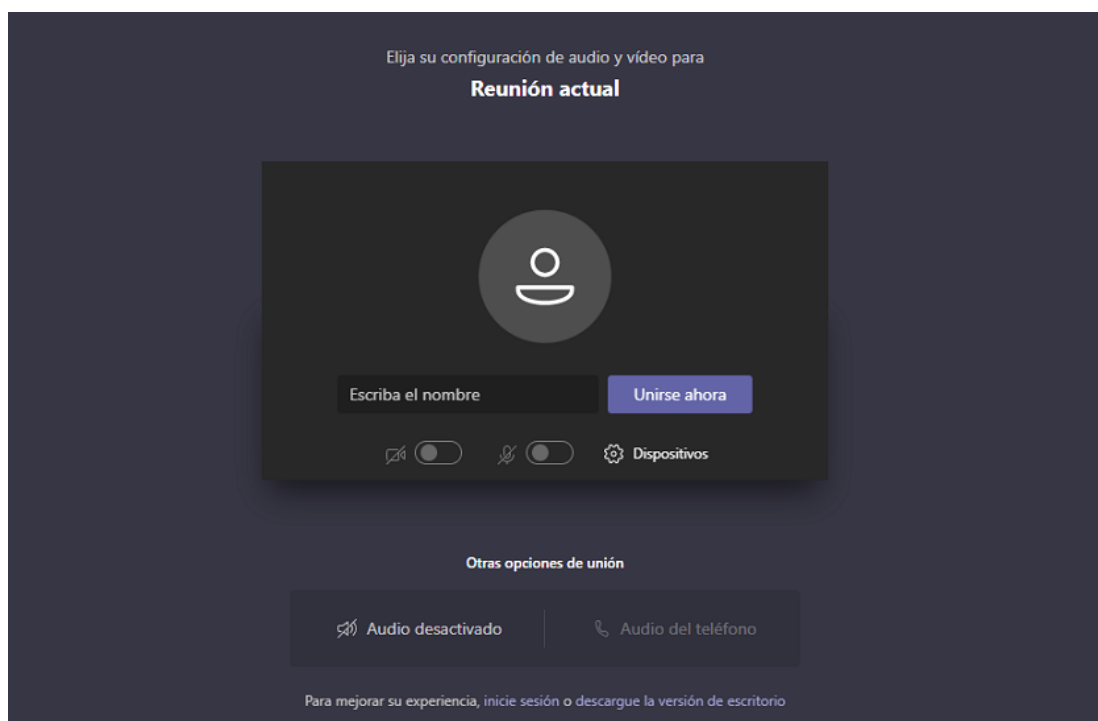 Elija su configuración de audio y vídeo para
Reunión actual
Escriba el nombre
Unirse ahora
Dispositivos
Otras opciones de unión
Audio desactivado
Audio del teléfono
Para mejorar su experiencia, inicie sesión o descargue la versión de escritorio